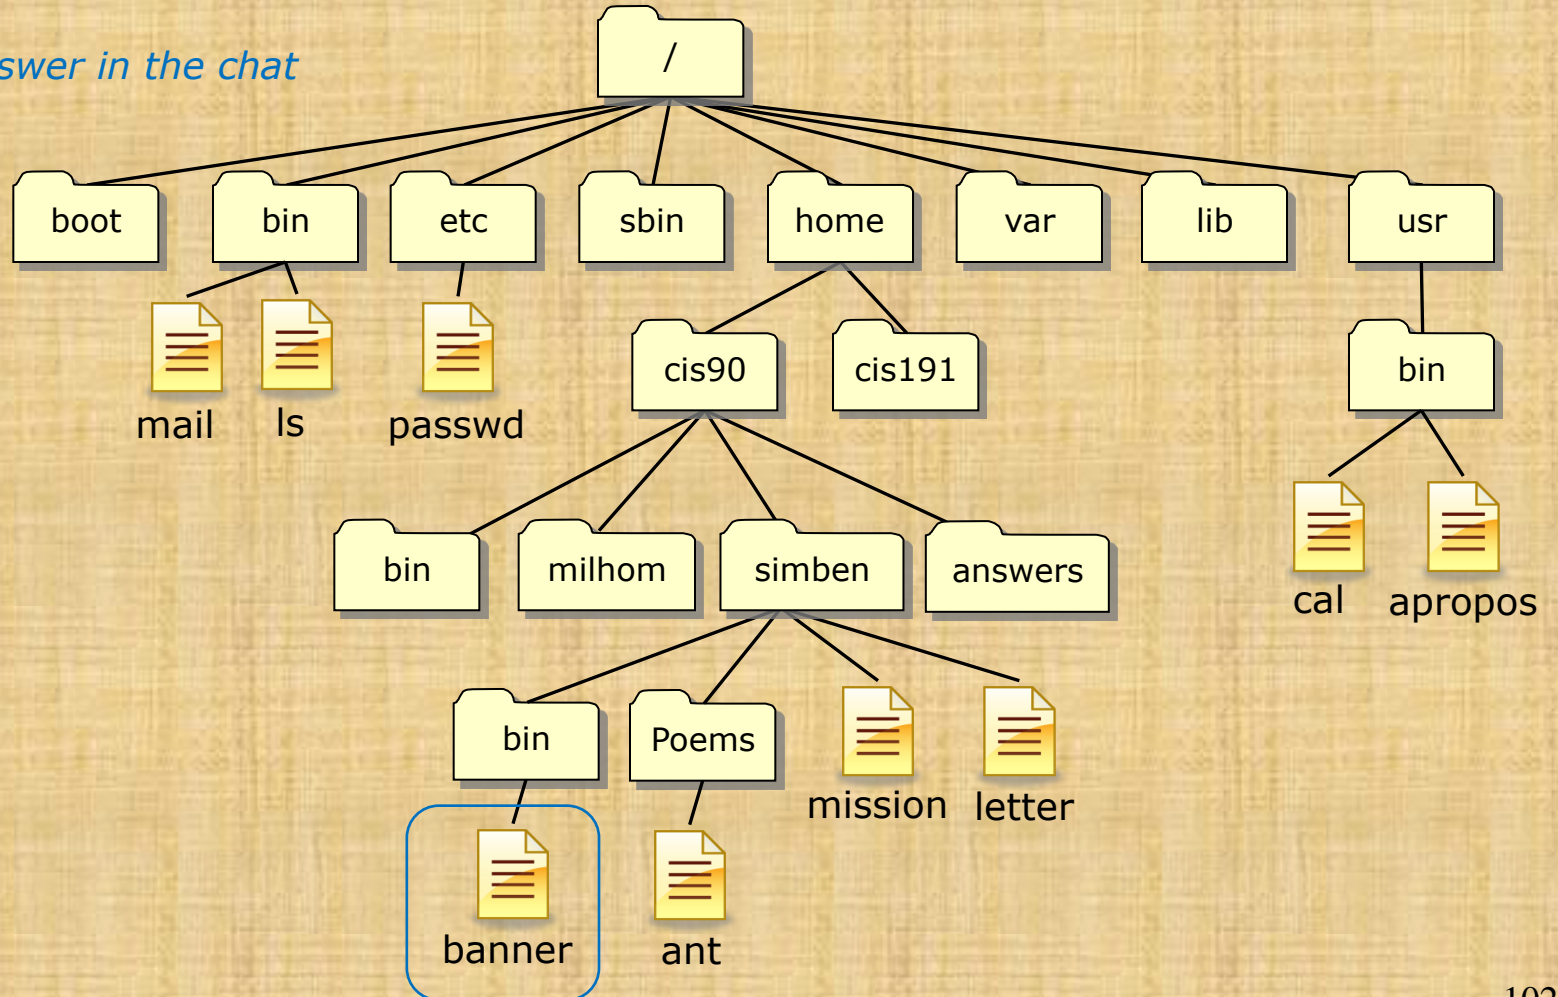 swer in the chat
/
boot bin etc sbin home var lib usr
cis90 cis191 bin
mail ls passwd
bin milhom simben answers
cal apropos
bin Poems
mission letter
banner ant
102